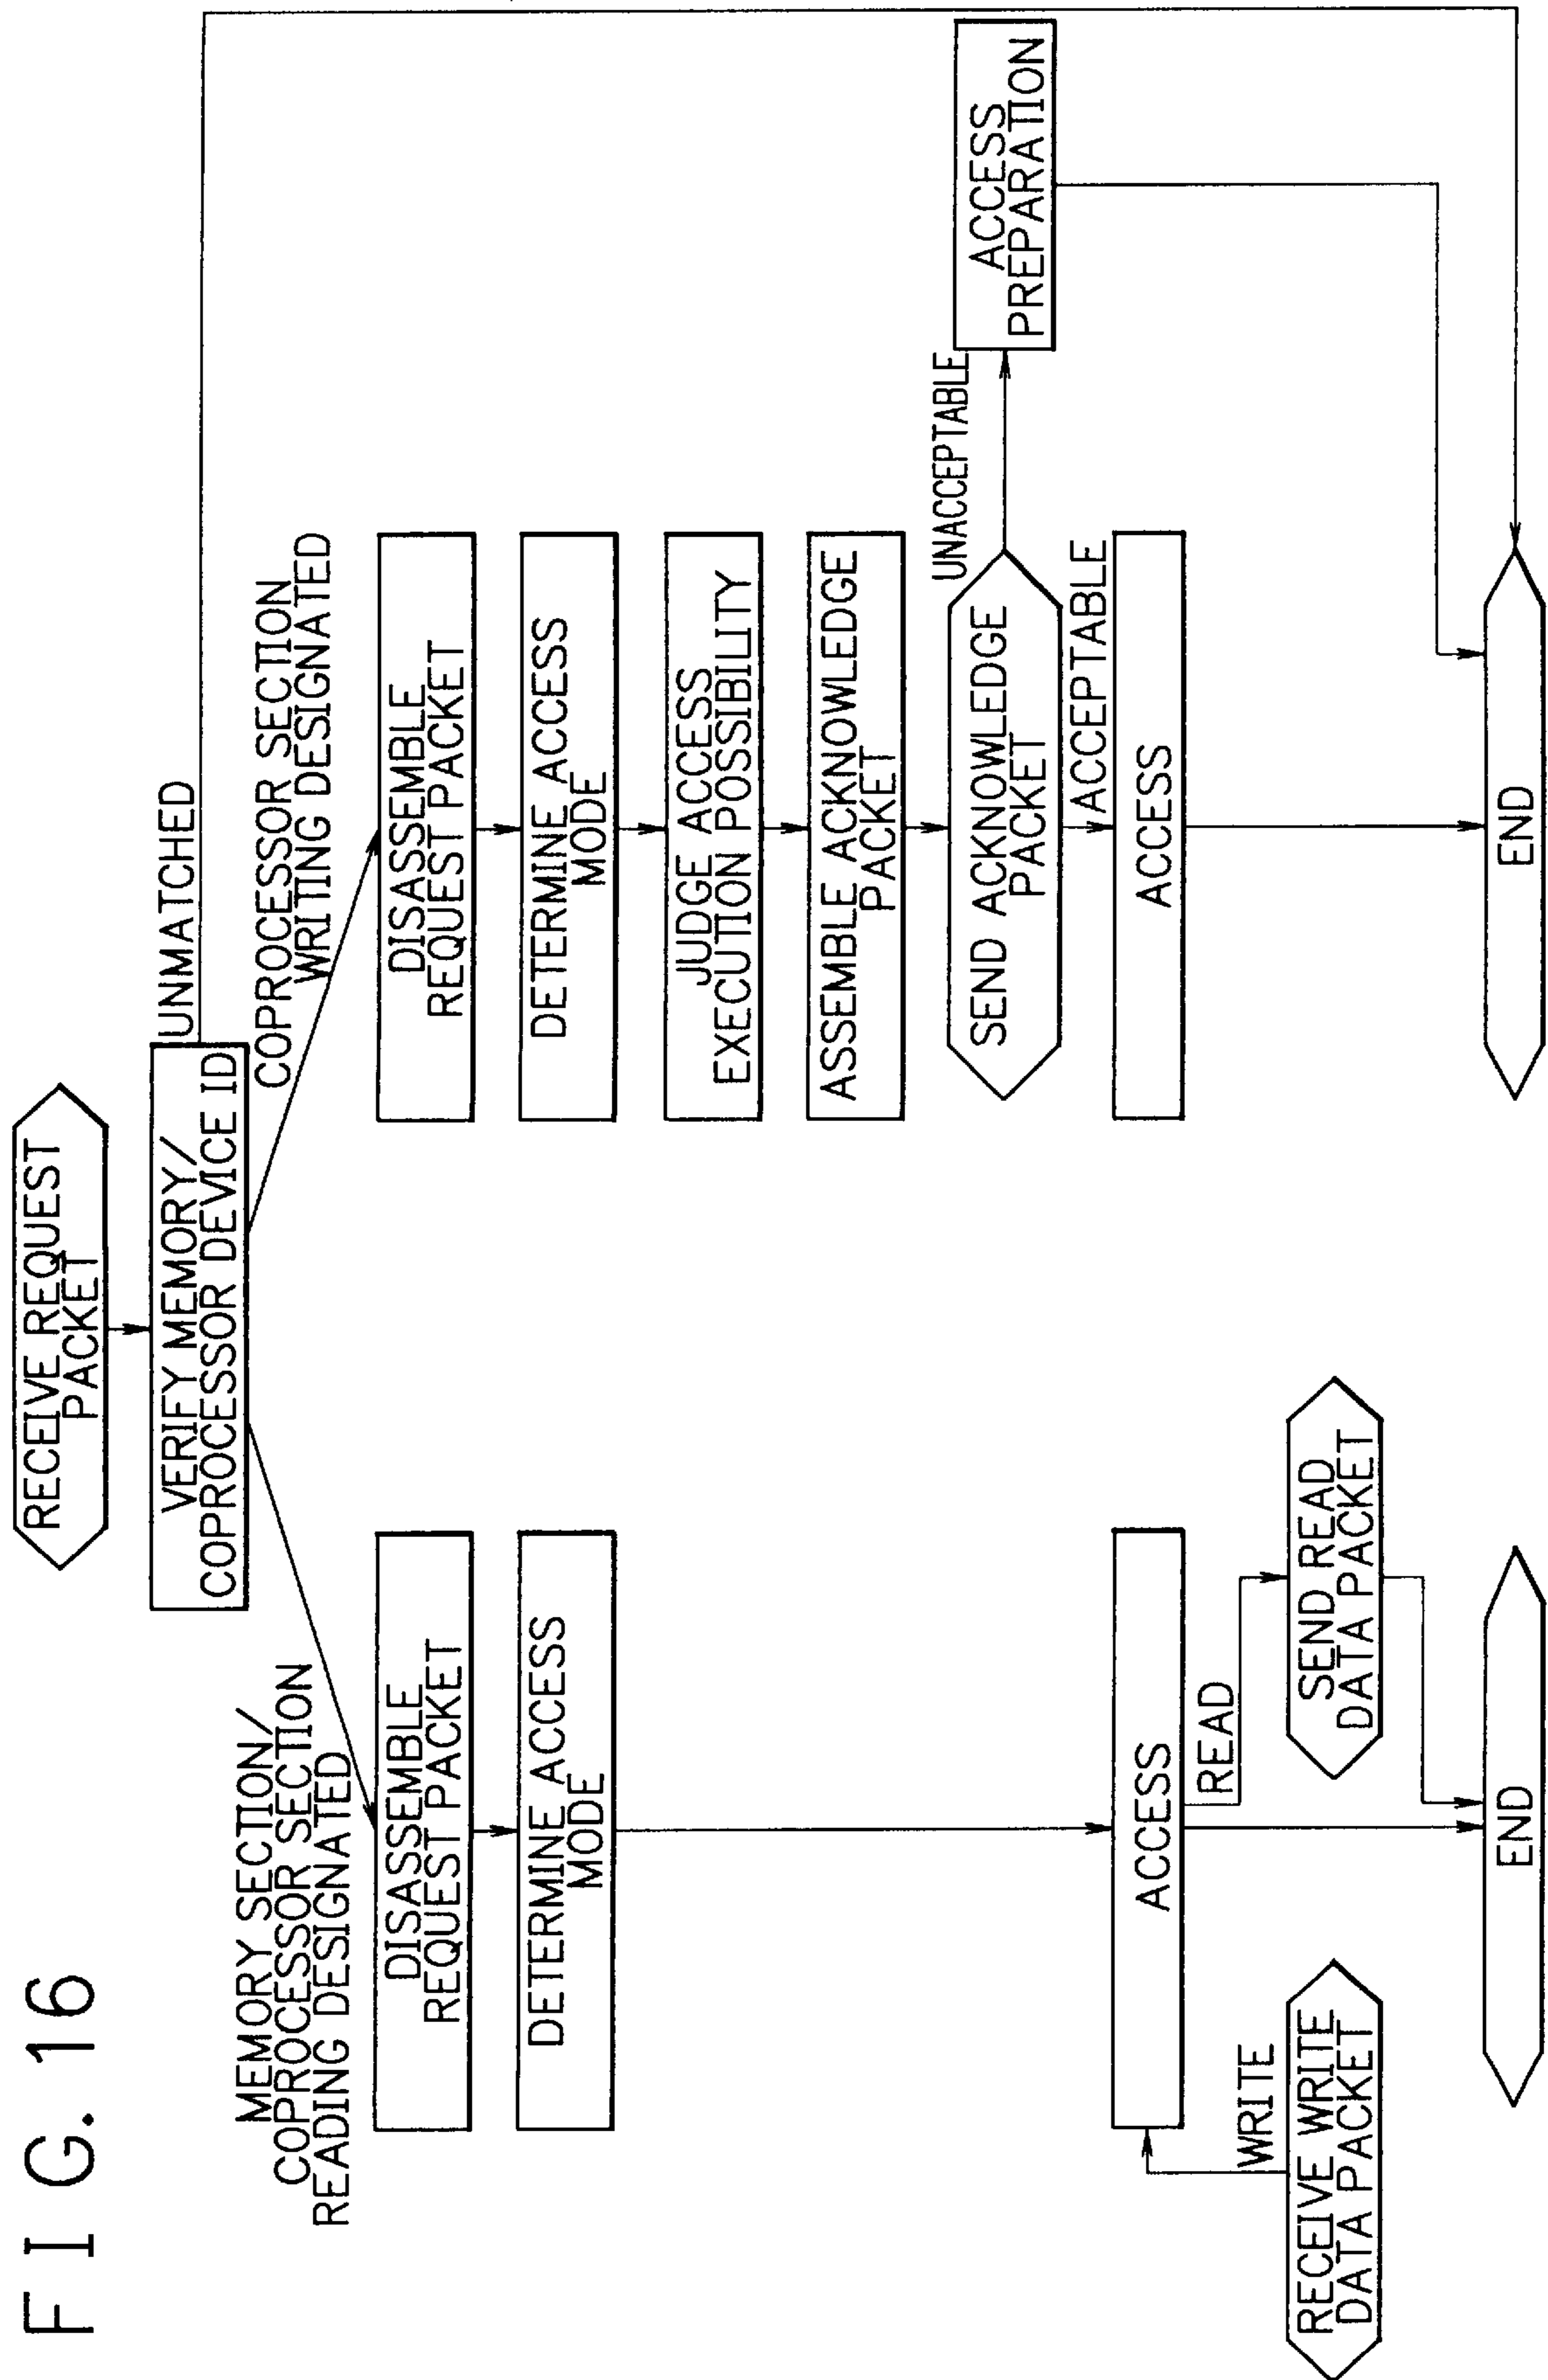 FIG. 16
RECEIVE REQUEST
PACKET
VERIFY MEMORY/
COPROCESSOR DEVICE ID
UNMATCHED
MEMORY SECTION/
COPROCESSOR SECTION
READING DESIGNATED
COPROCESSOR SECTION
WRITING DESIGNATED
DISASSEMBLE
REQUEST PACKET
DETERMINE ACCESS
MODE
DISASSEMBLE
REQUEST PACKET
DETERMINE ACCESS
MODE
JUDGE ACCESS
EXECUTION POSSIBILITY
ASSEMBLE ACKNOWLEDGE
PACKET
SEND ACKNOWLEDGE
PACKET
UNACCEPTABLE
ACCESS
PREPARATION
ACCEPTABLE
ACCESS
ACCESS
WRITE
READ
RECEIVE WRITE
DATA PACKET
SEND READ
DATA PACKET
END
END